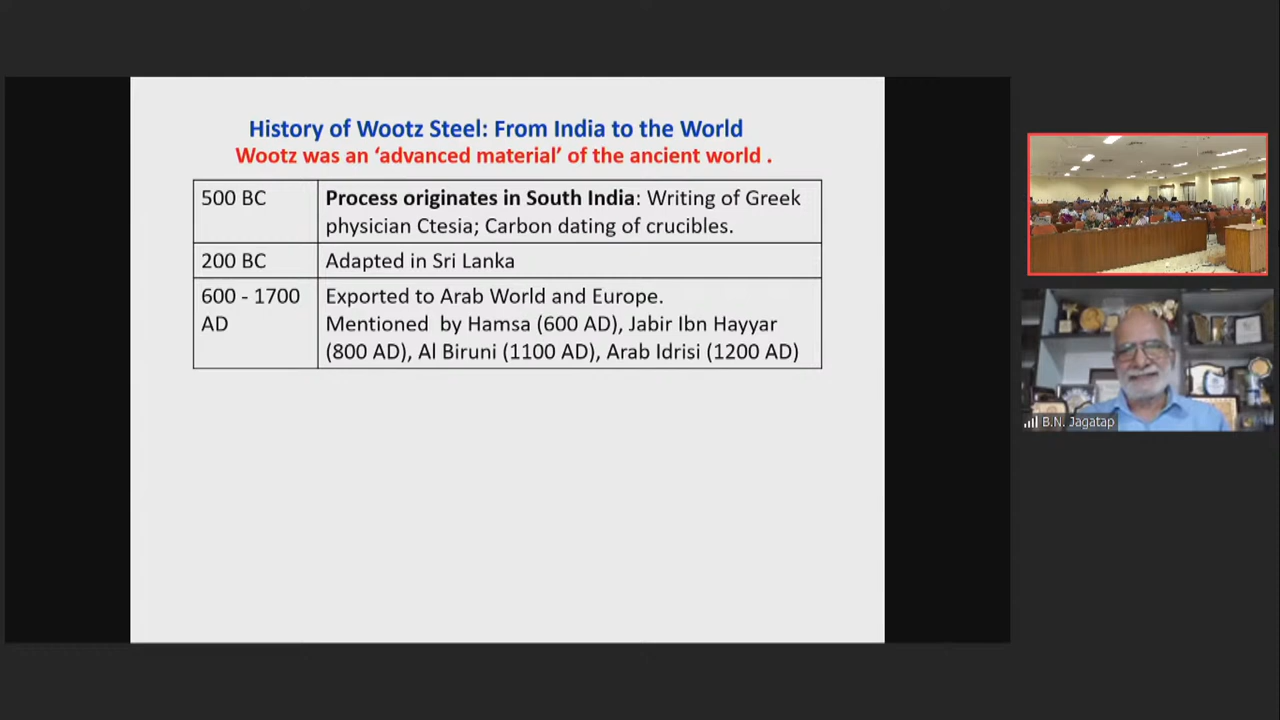 History of Wootz Steel: From India to the World
Wootz was an ‘advanced material’ of the ancient world .
500 BC
Process originates in South India: Writing of Greek
physician Ctesia; Carbon dating of crucibles.
200 BC
Adapted in Sri Lanka
600 - 1700
AD
Exported to Arab World and Europe.
Mentioned by Hamsa (600 AD), Jabir Ibn Hayyar
(800 AD), Al Biruni (1100 AD), Arab Idrisi (1200 AD)
B.N. Jagatap